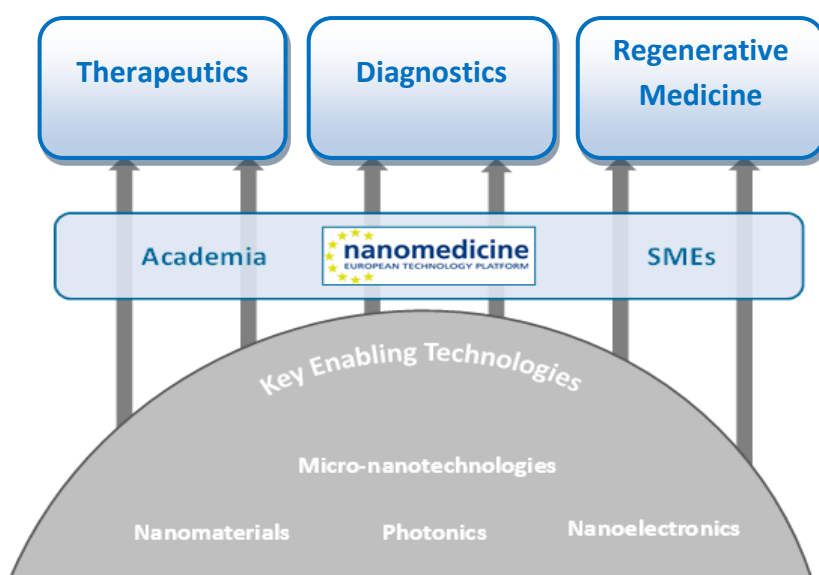 Therapeutics
Diagnostics
Regenerative
Medicine
Academia
nanomedicine
EUROPEAN TECHNOLOGY PLATFORM
SMEs
Key Enabling Technologies
Micro-nanotechnologies
Nanomaterials
Photonics
Nanoelectronics